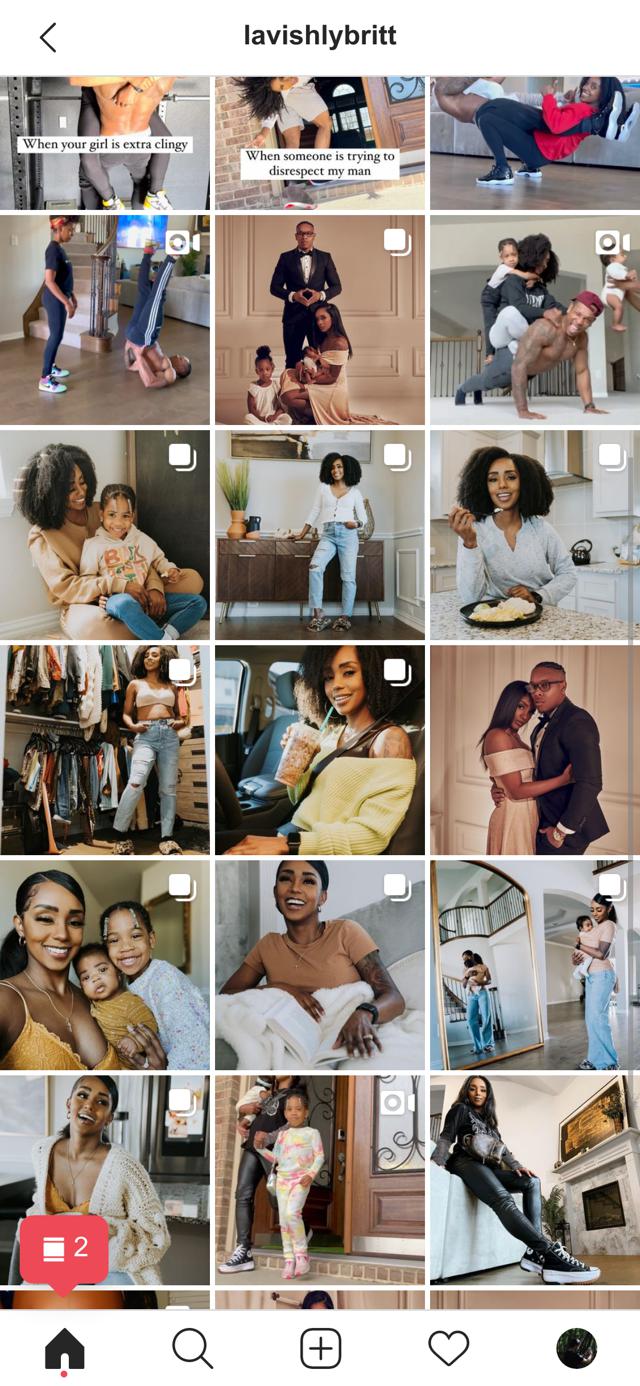 lavishlybritt
When your girl is extra clingy
When someone is trying to
disrespect my man
2